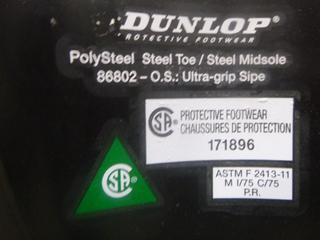 DUNLOP
PROTECTIVE FOOTWEAR
PolySteel Steel Toe / Steel Midsole
86802 – O.S.: Ultra-grip Sipe
CSA
PROTECTIVE FOOTWEAR
CHAUSSURES DE PROTECTION
171896
CSA
ASTM F 2413-11
M I/75 C/75
P.R.